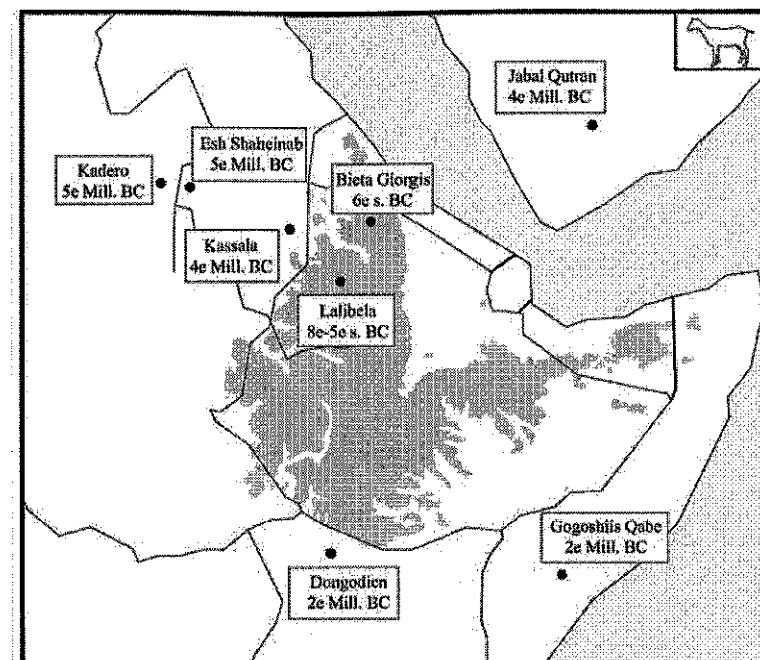 Jabal Qutran
4e Mill. BC
Esh Shaheinab
5e Mill. BC
Kadero
5e Mill. BC
Bieta Giorgis
6e s. BC
Kassala
4e Mill. BC
Lalibela
8e-5e s. BC
Gogoshiis Qabe
2e Mill. BC
Dongodien
2e Mill. BC